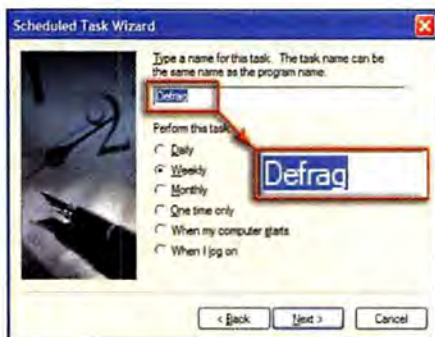 Scheduled Task Wizard
Type a name for this task. The task name can be
the same name as the program name.
Defrag
Perform this task:
Defrag
Daily
Weekly
Monthly
One time only
When my computer starts
When I log on
< Back
Next >
Cancel